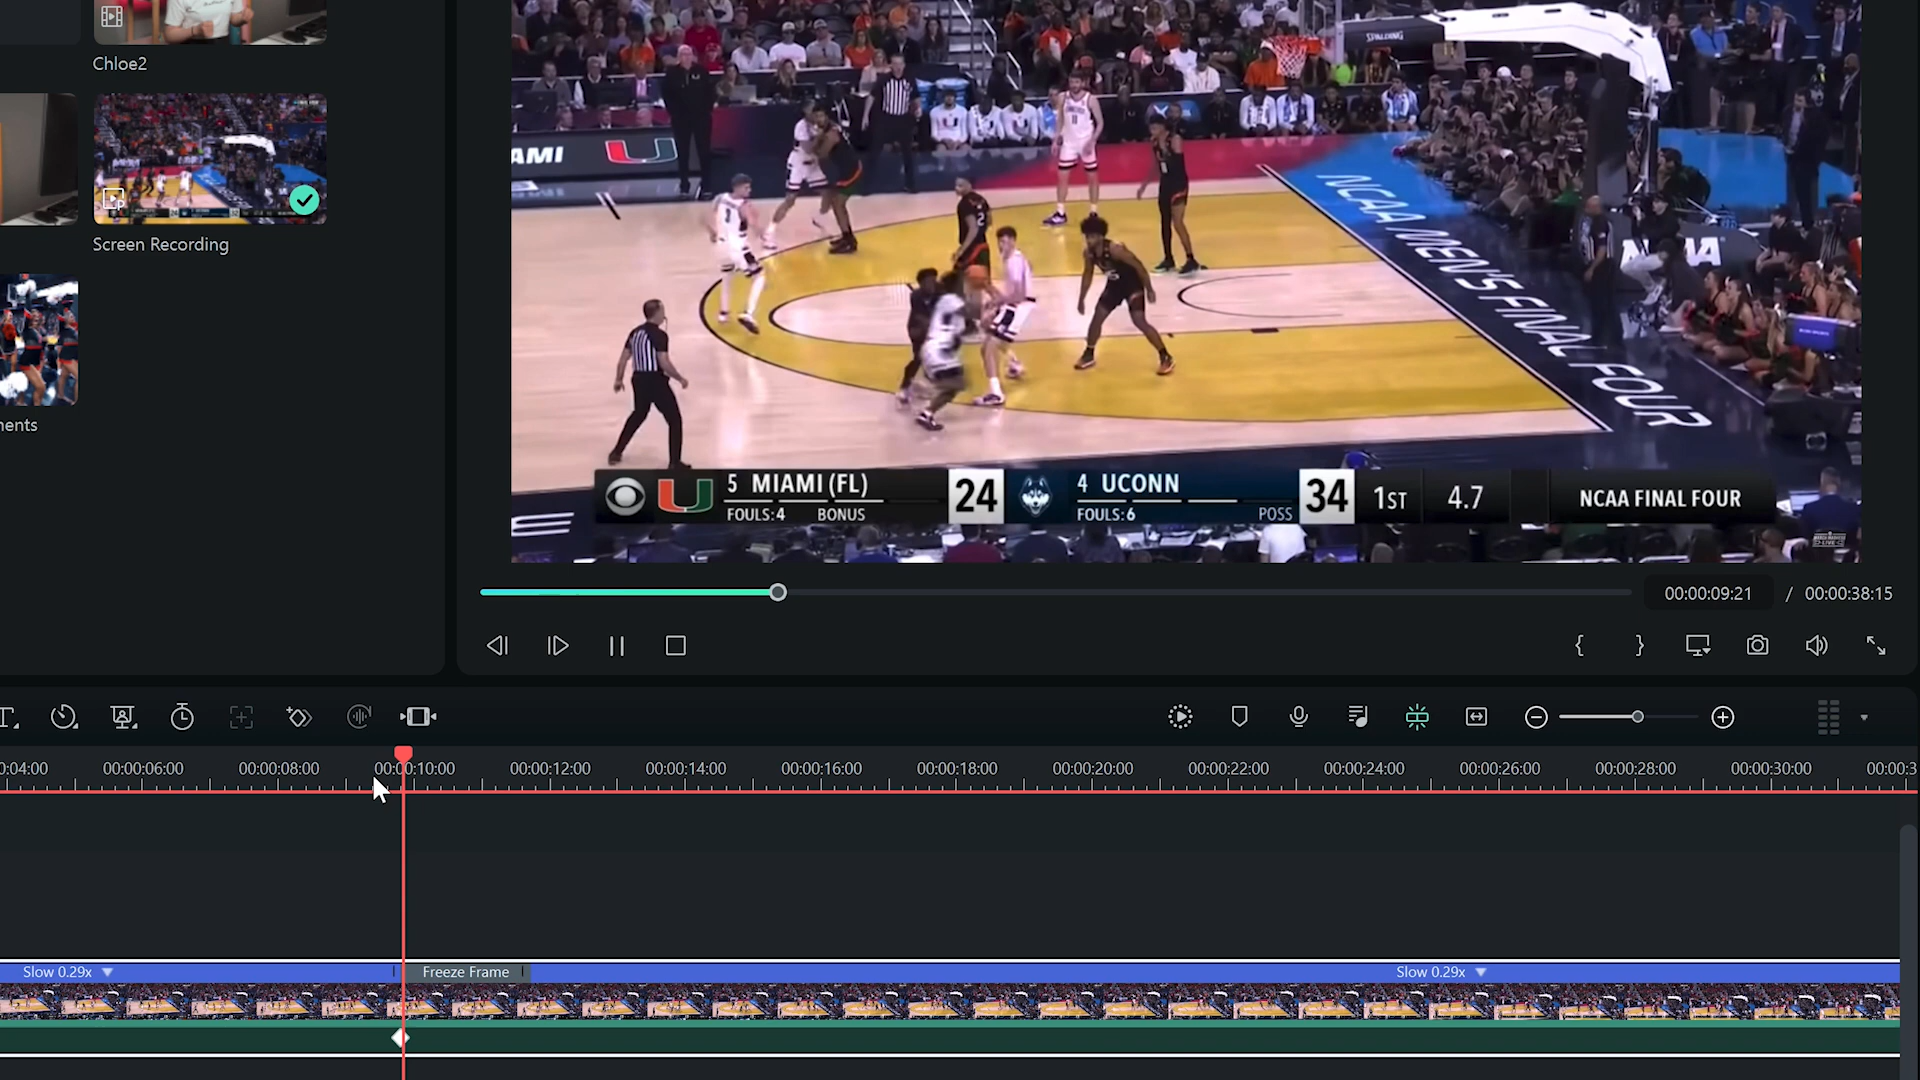 Chloe2
Screen Recording
nents
SPALDING
AMI
NCAA MEN'S FINAL FOUR
5 MIAMI (FL)
FOULS:4 BONUS
24
4 UCONN
FOULS:6 POSS
34
1ST
4.7
NCAA FINAL FOUR
00:00:09:21 / 00:00:38:15
0:04:00 00:00:06:00 00:00:08:00 00:00:10:00 00:00:12:00 00:00:14:00 00:00:16:00 00:00:18:00 00:00:20:00 00:00:22:00 00:00:24:00 00:00:26:00 00:00:28:00 00:00:30:00 00:00:3
Slow 0.29x Freeze Frame Slow 0.29x